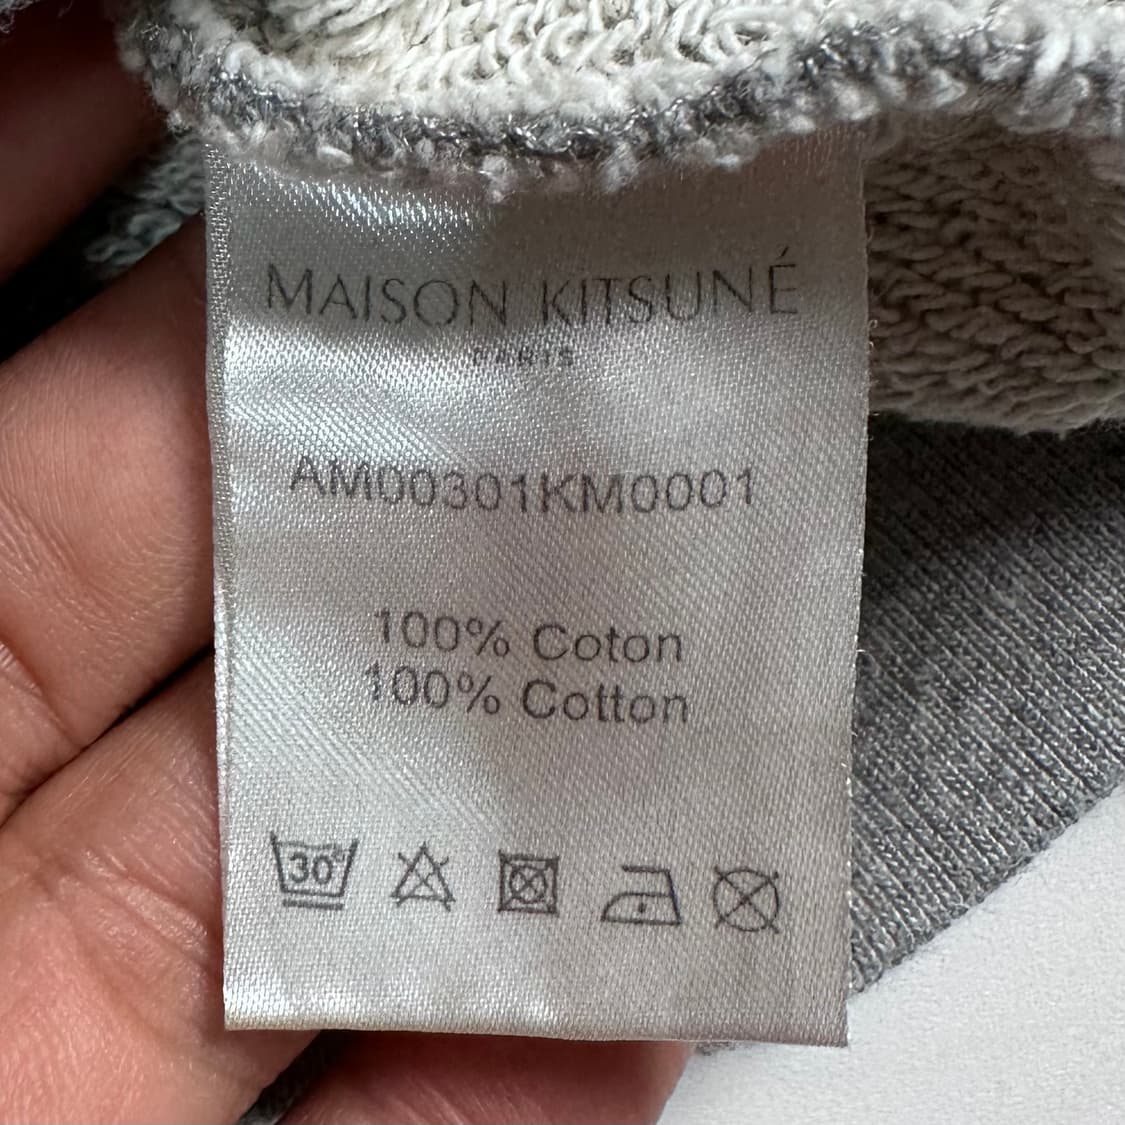 MAISON KITSUNÉ
PARIS
AM00301KM0001
100% Coton
100% Cotton
30°